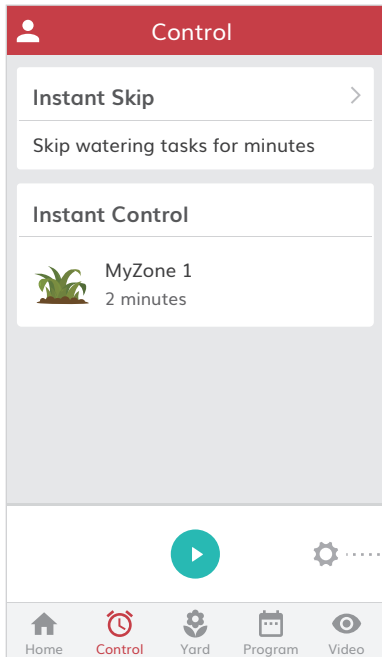 Control
Instant Skip
Skip watering tasks for minutes
Instant Control
MyZone 1
2 minutes
Home Control Yard Program Video